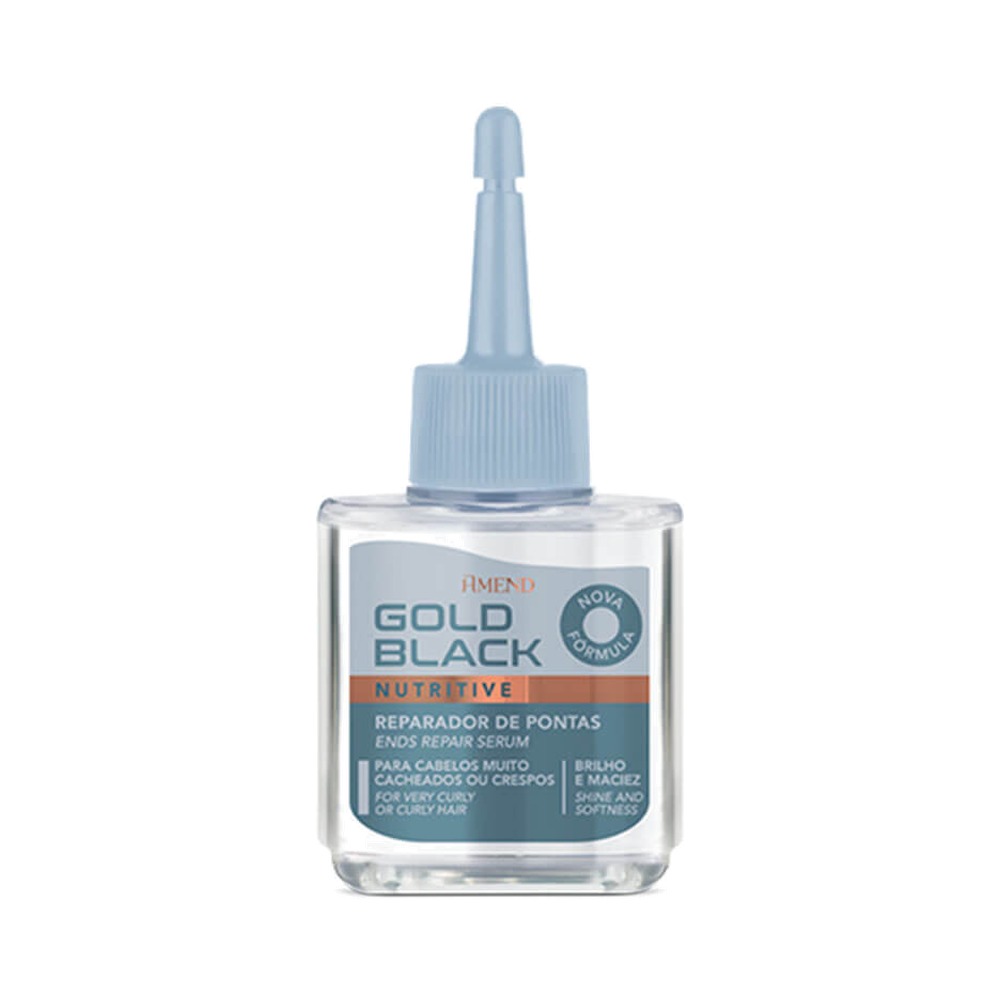 AMEND
GOLD
BLACK
NOVA
FÓRMULA
NUTRITIVE
REPARADOR DE PONTAS
ENDS REPAIR SERUM
PARA CABELOS MUITO
CACHEADOS OU CRESPOS
FOR VERY CURLY
OR CURLY HAIR
BRILHO
E MACIEZ
SHINE AND
SOFTNESS